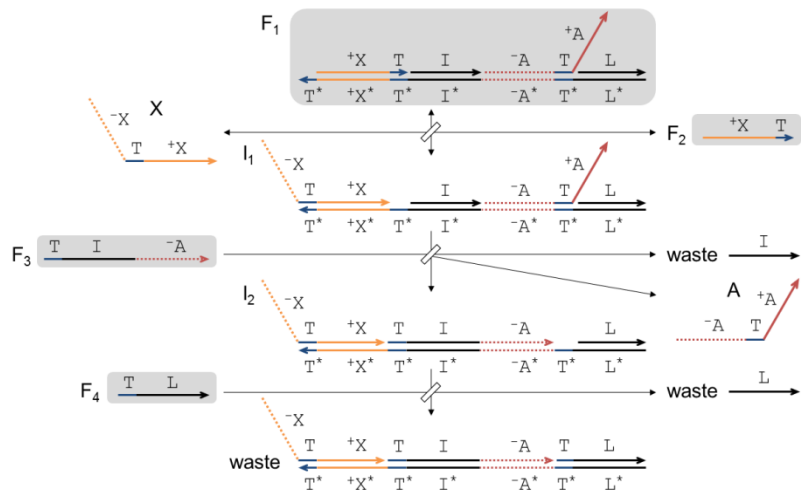 F₁
⁺A
⁺X T I ⁻A T L
T* ⁺X* T* I* ⁻A* T* L*
X
⁻X
T ⁺X
F₂
⁺X T
I₁
⁻X
⁺A
T ⁺X I ⁻A T L
T* ⁺X* T* I* ⁻A* T* L*
F₃
T I ⁻A
waste
I
A
⁺A
⁻A T
I₂
⁻X
T ⁺X T I ⁻A L
T* ⁺X* T* I* ⁻A* T* L*
F₄
T L
waste
L
⁻X
waste
T ⁺X T I ⁻A T L
T* ⁺X* T* I* ⁻A* T* L*